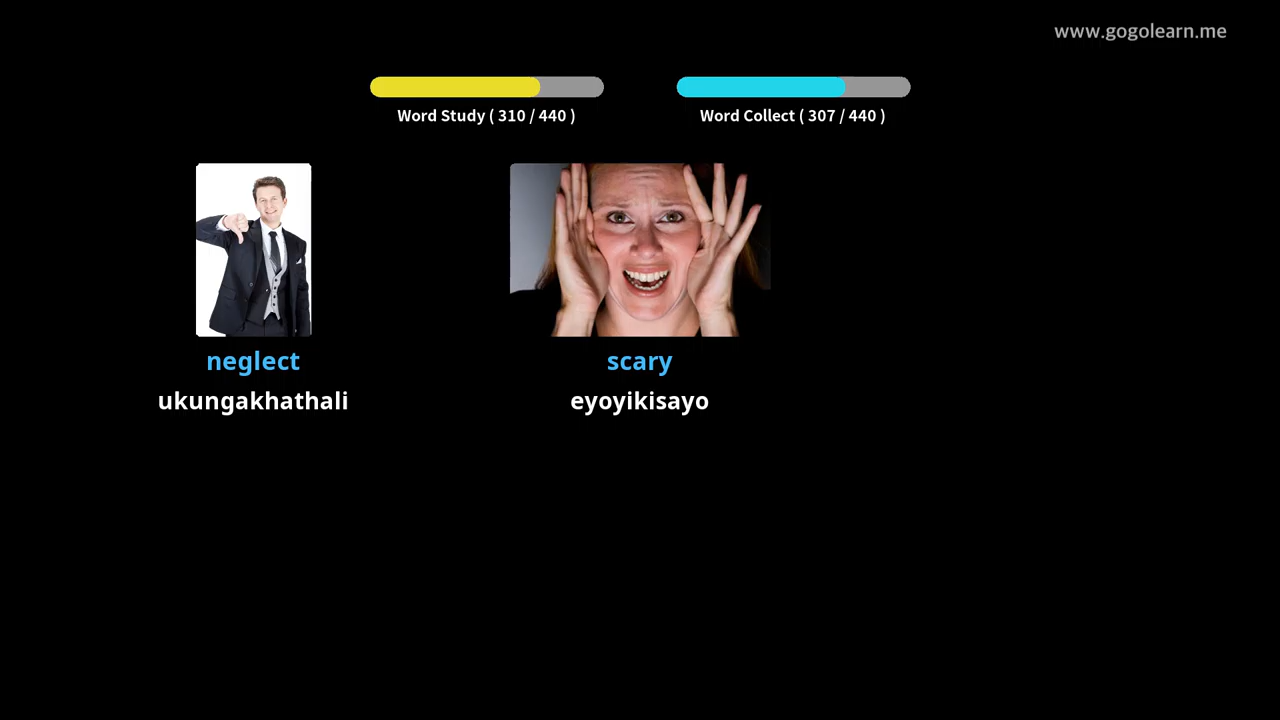 www.gogolearn.me
Word Study ( 310 / 440 )
Word Collect ( 307 / 440 )
neglect
ukungakhathali
scary
eyoyikisayo